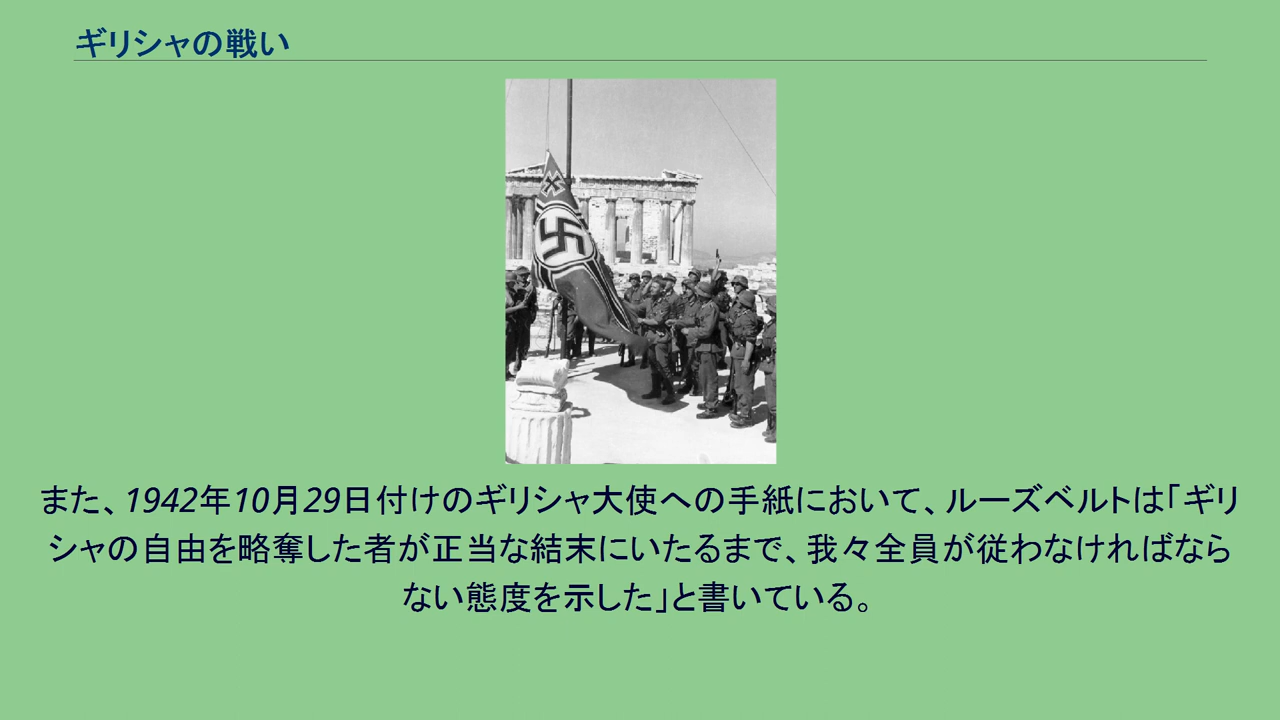 ギリシャの戦い
また、1942年10月29日付けのギリシャ大使への手紙において、ルーズベルトは「ギリ
シャの自由を略奪した者が正当な結末にいたるまで、我々全員が従わなければなら
ない態度を示した」と書いている。